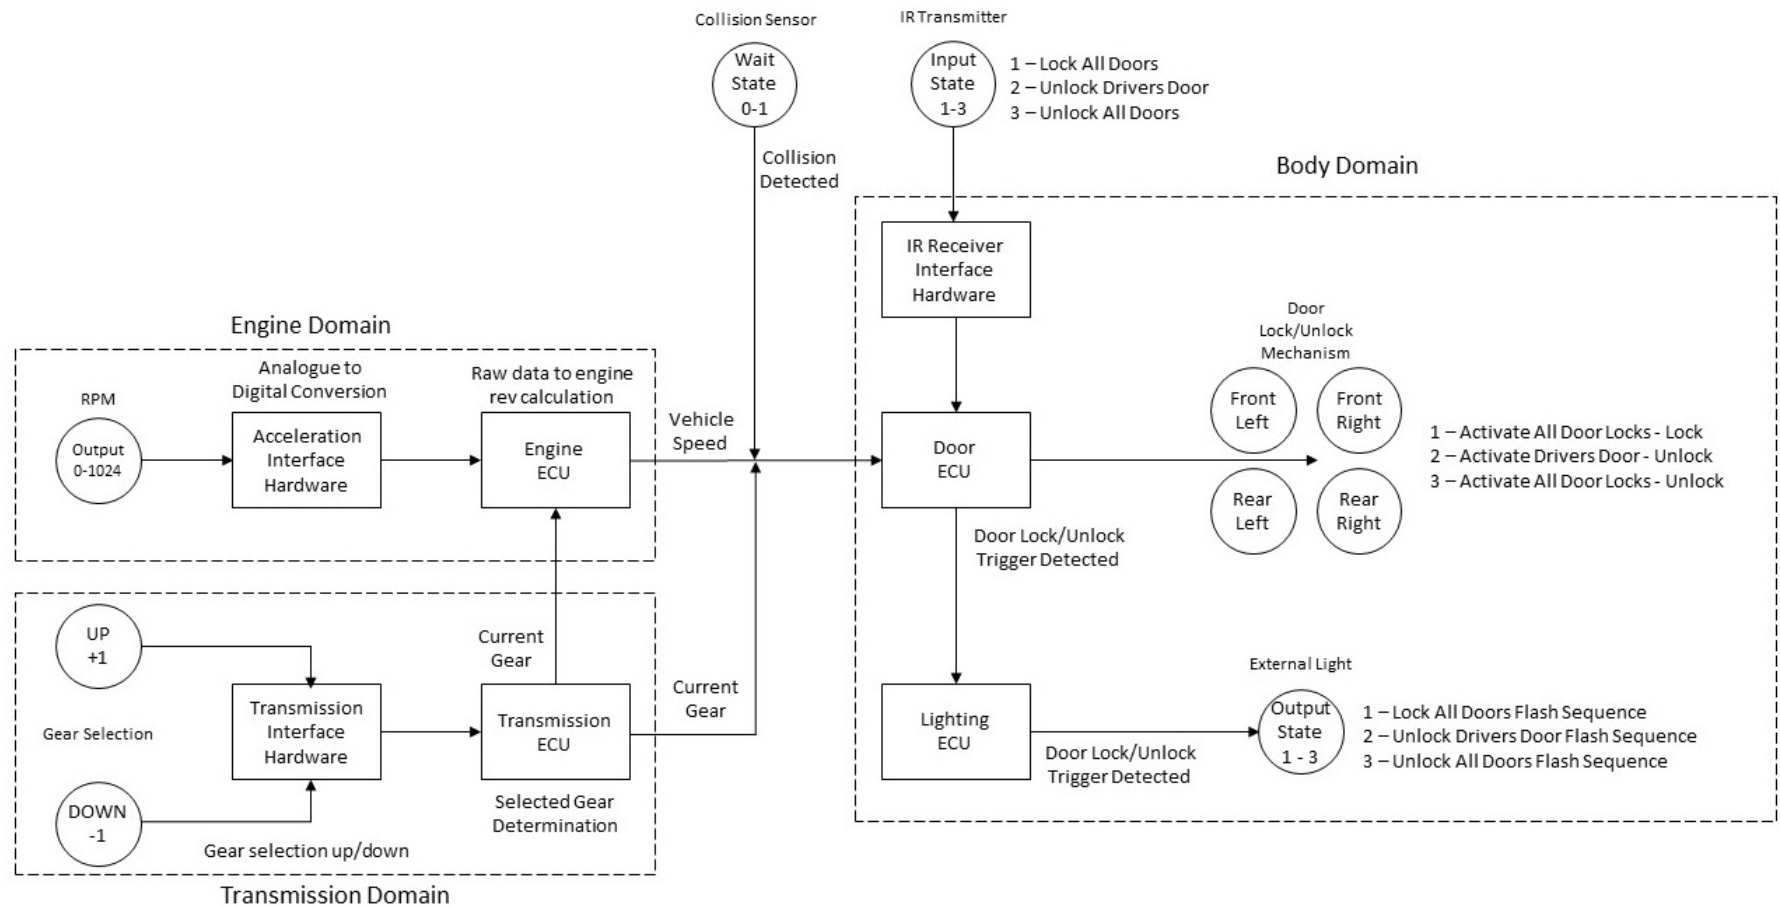 Collision Sensor
Wait
State
0-1
Collision
Detected
IR Transmitter
Input
State
1-3
1 – Lock All Doors
2 – Unlock Drivers Door
3 – Unlock All Doors
Body Domain
IR Receiver
Interface
Hardware
Engine Domain
RPM
Output
0-1024
Analogue to
Digital Conversion
Acceleration
Interface
Hardware
Raw data to engine
rev calculation
Engine
ECU
Vehicle
Speed
Door
ECU
Door
Lock/Unlock
Mechanism
Front
Left
Front
Right
Rear
Left
Rear
Right
1 – Activate All Door Locks - Lock
2 – Activate Drivers Door - Unlock
3 – Activate All Door Locks - Unlock
Door Lock/Unlock
Trigger Detected
UP
+1
Gear Selection
DOWN
-1
Transmission
Interface
Hardware
Gear selection up/down
Current
Gear
Transmission
ECU
Selected Gear
Determination
Current
Gear
Transmission Domain
Lighting
ECU
Door Lock/Unlock
Trigger Detected
External Light
Output
State
1 - 3
1 – Lock All Doors Flash Sequence
2 – Unlock Drivers Door Flash Sequence
3 – Unlock All Doors Flash Sequence